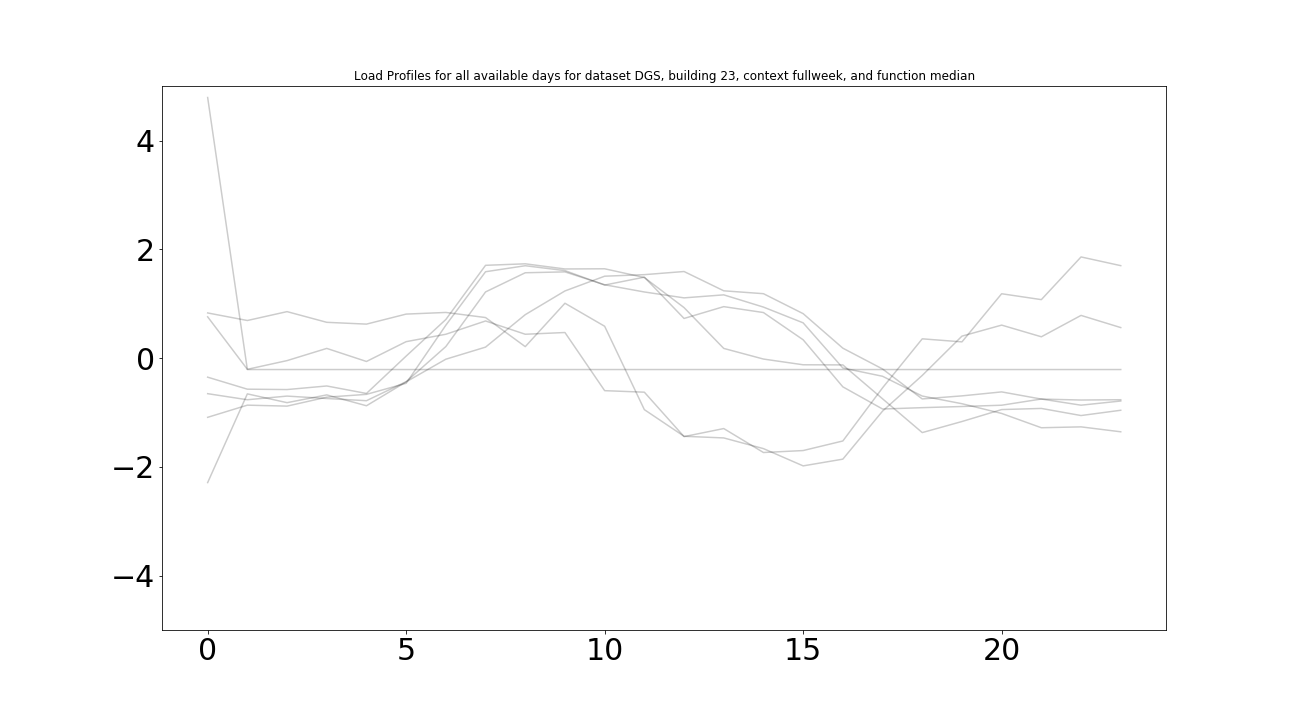 Load Profiles for all available days for dataset DGS, building 23, context fullweek, and function median
4
2
0
−2
−4
0 5 10 15 20